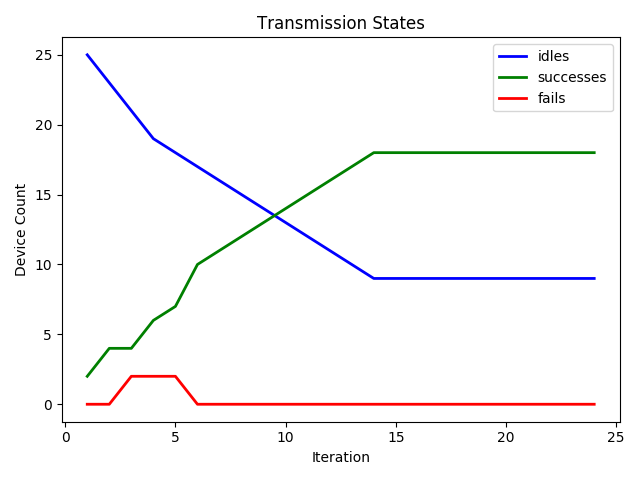 Transmission States
idles
successes
fails
Device Count
25
20
15
10
5
0
0 5 10 15 20 25
Iteration